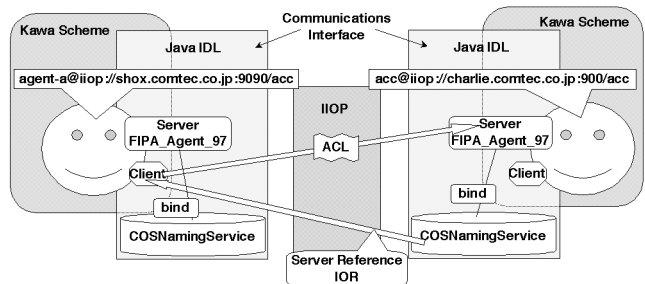 Communications
Interface
Kawa Scheme
Kawa Scheme
Java IDL
Java IDL
agent-a@iiop://shox.comtec.co.jp:9090/acc
acc@iiop://charlie.comtec.co.jp:900/acc
IIOP
Server
FIPA_Agent_97
ACL
Server
FIPA_Agent_97
Client
Client
bind
bind
COSNamingService
COSNamingService
Server Reference
IOR